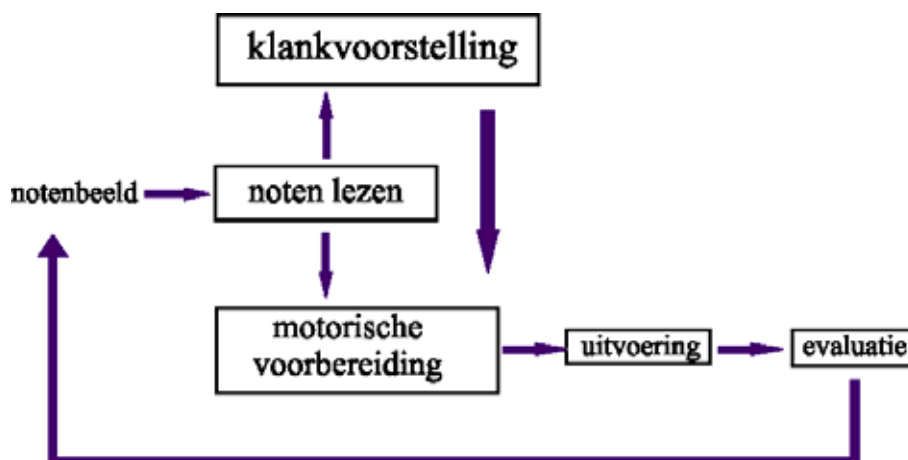 klankvoorstelling
notenbeeld
noten lezen
motorische
voorbereiding
uitvoering
evaluatie